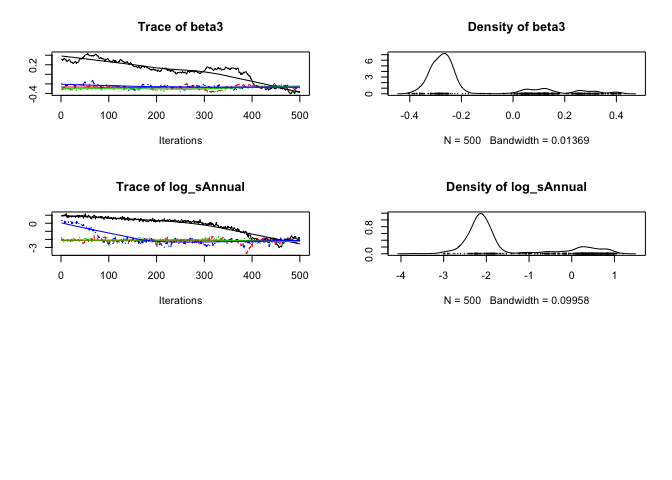 Trace of beta3
0.2
-0.4
0 100 200 300 400 500
Iterations
Density of beta3
6
3
0
-0.4 -0.2 0.0 0.2 0.4
N = 500 Bandwidth = 0.01369
Trace of log_sAnnual
0
-3
0 100 200 300 400 500
Iterations
Density of log_sAnnual
0.8
0.0
-4 -3 -2 -1 0 1
N = 500 Bandwidth = 0.09958